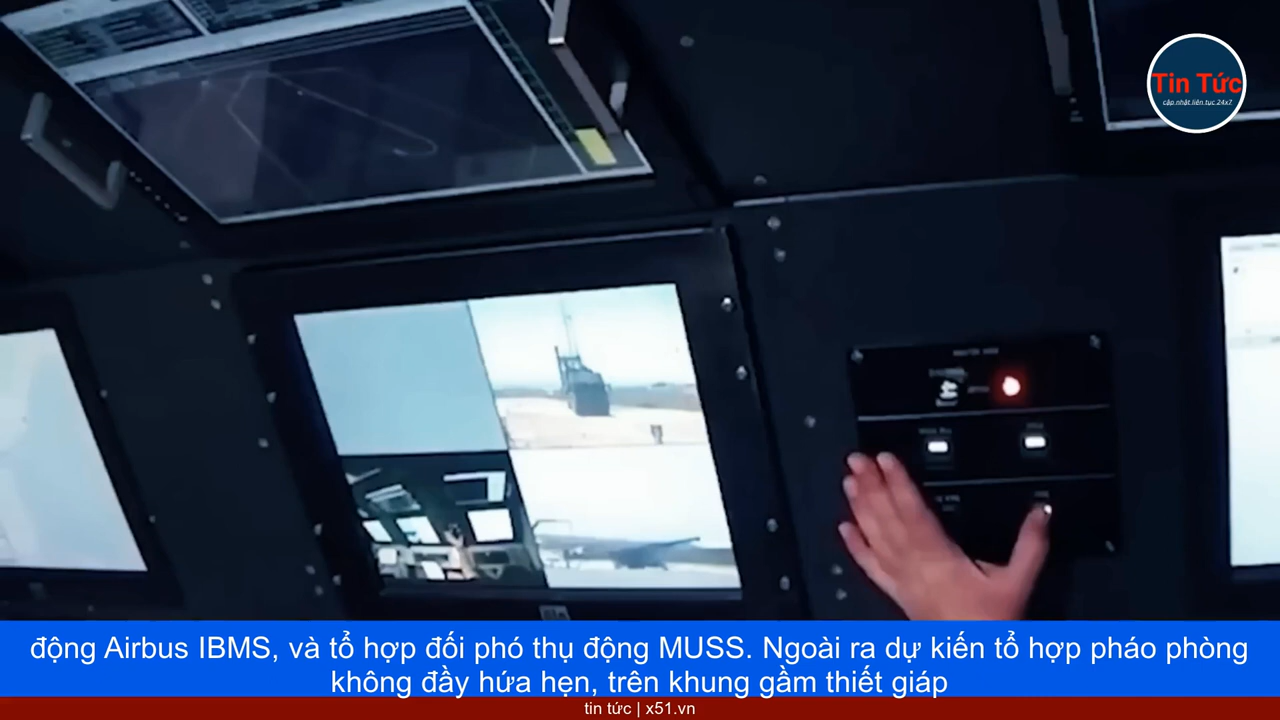 Tin Tức
cập nhật liên tục 24x7
động Airbus IBMS, và tổ hợp đối phó thụ động MUSS. Ngoài ra dự kiến tổ hợp pháo phòng
không đầy hứa hẹn, trên khung gầm thiết giáp
tin tức | x51.vn